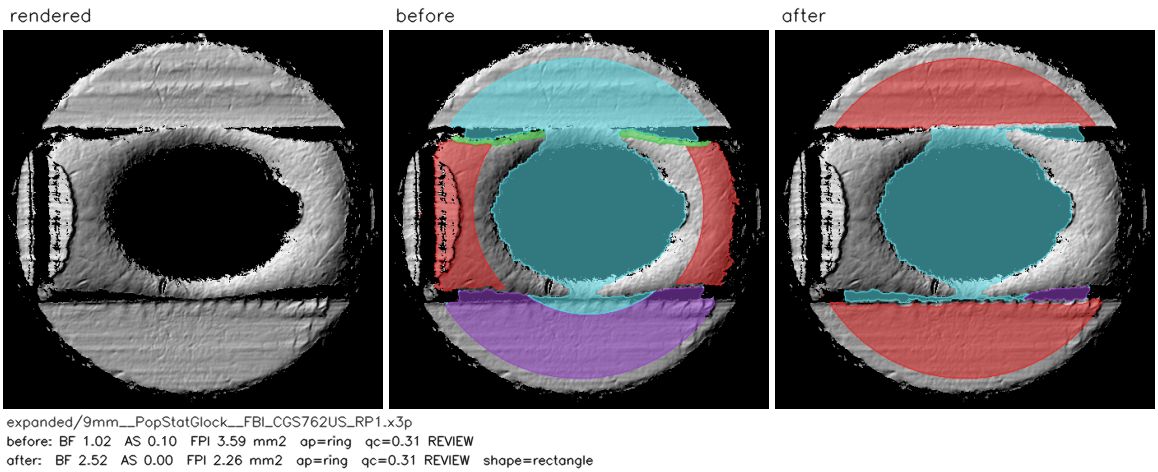 rendered
before
after
expanded/9mm__PopStatGlock__FBI_CGS762US_RP1.x3p
before: BF 1.02 AS 0.10 FPI 3.59 mm2 ap=ring qc=0.31 REVIEW
after: BF 2.52 AS 0.00 FPI 2.26 mm2 ap=ring qc=0.31 REVIEW shape=rectangle